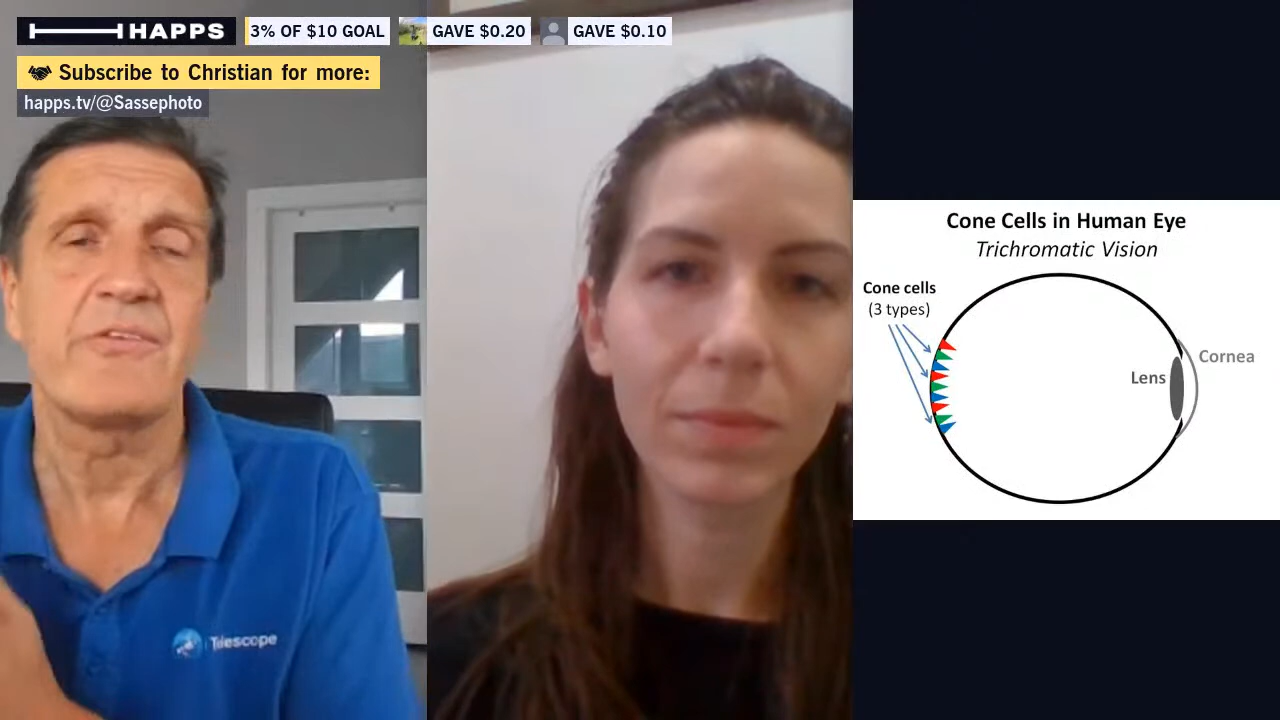 HAPPS
3% OF $10 GOAL
GAVE $0.20
GAVE $0.10
Subscribe to Christian for more:
happs.tv/@Sassephoto
Telescope
Cone Cells in Human Eye
Trichromatic Vision
Cone cells
(3 types)
Cornea
Lens